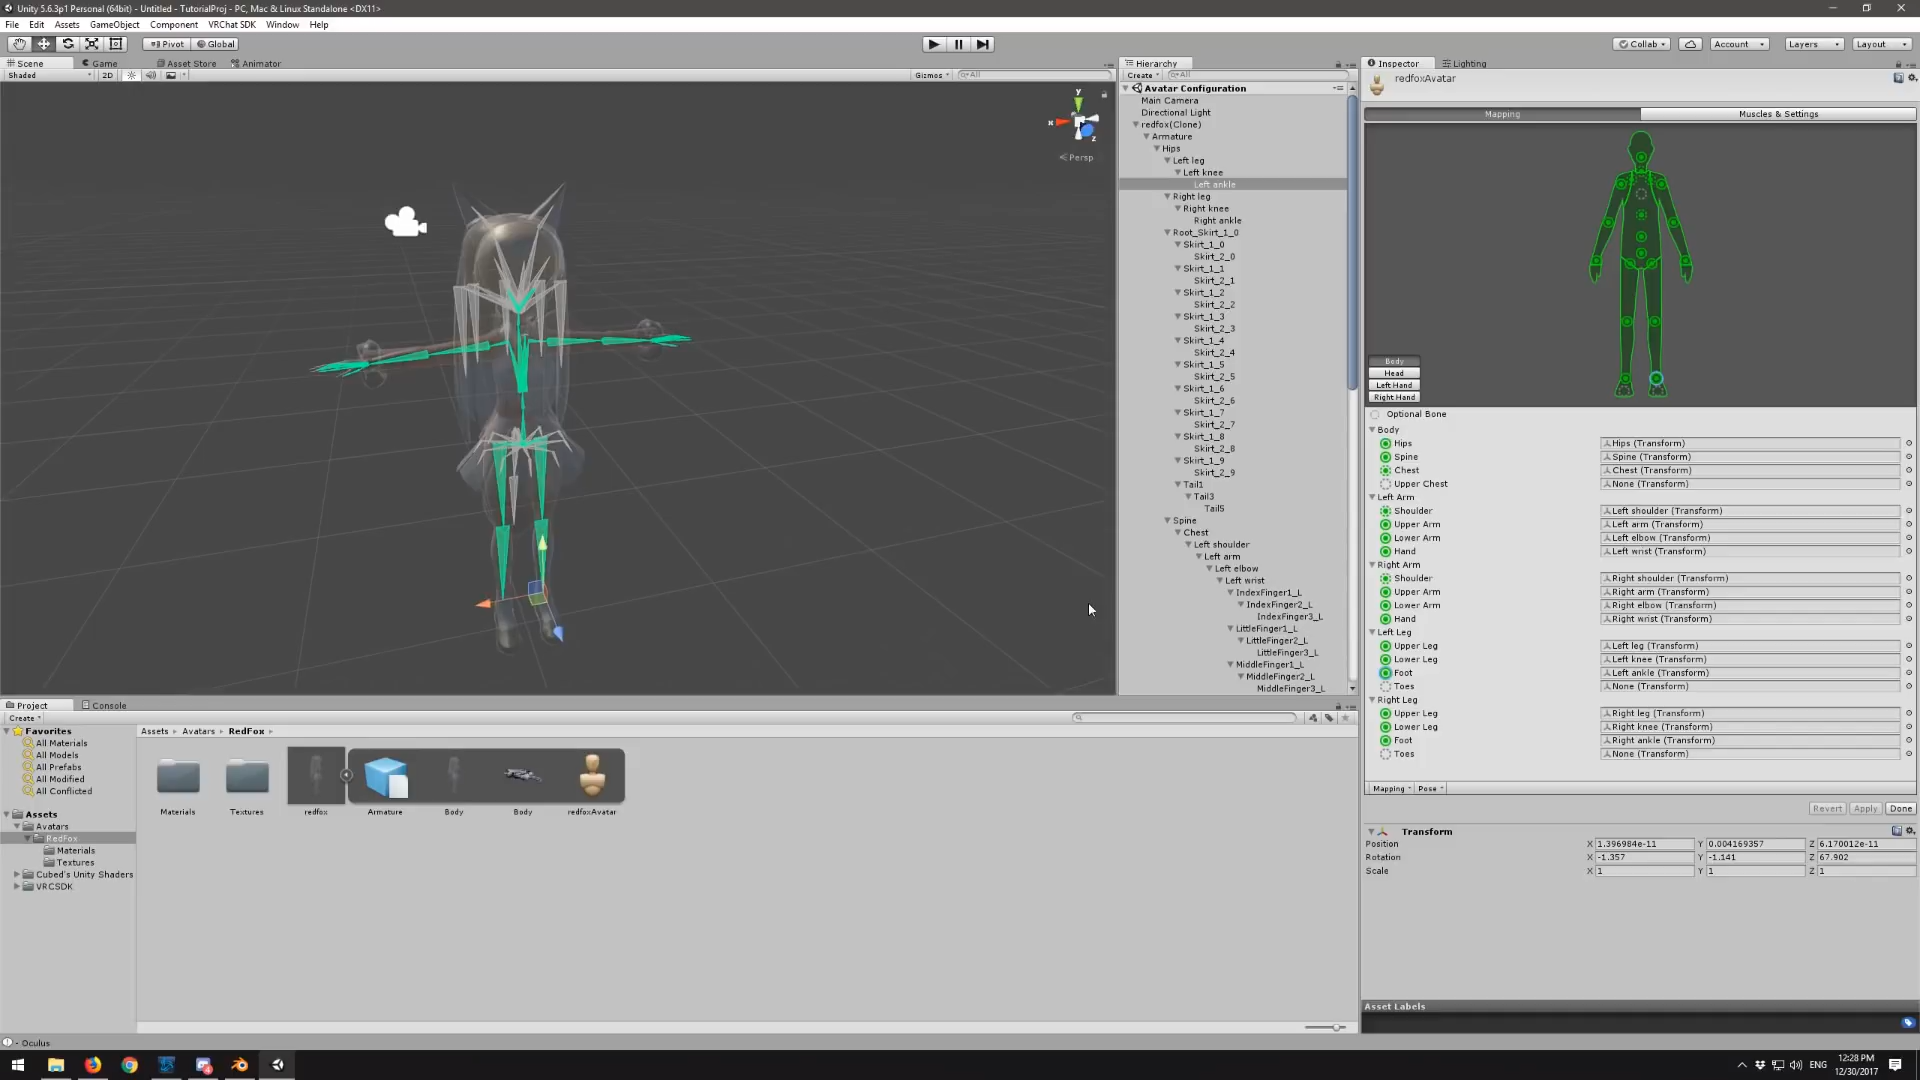 Unity 5.6.3p1 Personal (64bit) - Untitled - TutorialProj - PC, Mac & Linux Standalone <DX11>
File Edit Assets GameObject Component VRChat SDK Window Help
Pivot Global Collab Account Layers Layout
Scene Game Asset Store Animator
Shaded 2D Gizmos All
y
x
z
Persp
Hierarchy
Create All
Avatar Configuration
Main Camera
Directional Light
redfox(Clone)
Armature
Hips
Left leg
Left knee
Left ankle
Right leg
Right knee
Right ankle
Root_Skirt_1_0
Skirt_1_0
Skirt_2_0
Skirt_1_1
Skirt_2_1
Skirt_1_2
Skirt_2_2
Skirt_1_3
Skirt_2_3
Skirt_1_4
Skirt_2_4
Skirt_1_5
Skirt_2_5
Skirt_1_6
Skirt_2_6
Skirt_1_7
Skirt_2_7
Skirt_1_8
Skirt_2_8
Skirt_1_9
Skirt_2_9
Tail1
Tail3
Tail5
Spine
Chest
Left shoulder
Left arm
Left elbow
Left wrist
IndexFinger1_L
IndexFinger2_L
IndexFinger3_L
LittleFinger1_L
LittleFinger2_L
LittleFinger3_L
MiddleFinger1_L
MiddleFinger2_L
MiddleFinger3_L
Inspector Lighting
redfoxAvatar
Mapping Muscles & Settings
Body
Head
Left Hand
Right Hand
Optional Bone
Body
Hips Hips (Transform)
Spine Spine (Transform)
Chest Chest (Transform)
Upper Chest None (Transform)
Left Arm
Shoulder Left shoulder (Transform)
Upper Arm Left arm (Transform)
Lower Arm Left elbow (Transform)
Hand Left wrist (Transform)
Right Arm
Shoulder Right shoulder (Transform)
Upper Arm Right arm (Transform)
Lower Arm Right elbow (Transform)
Hand Right wrist (Transform)
Left Leg
Upper Leg Left leg (Transform)
Lower Leg Left knee (Transform)
Foot Left ankle (Transform)
Toes None (Transform)
Right Leg
Upper Leg Right leg (Transform)
Lower Leg Right knee (Transform)
Foot Right ankle (Transform)
Toes None (Transform)
Mapping Pose
Revert Apply Done
Transform
Position X 1.396984e-11 Y 0.004169357 Z 6.170012e-11
Rotation X -1.357 Y -1.141 Z 67.902
Scale X 1 Y 1 Z 1
Asset Labels
Project Console
Create
Favorites
All Materials
All Models
All Prefabs
All Modified
All Conflicted
Assets
Avatars
RedFox
Materials
Textures
Cubed's Unity Shaders
VRCSDK
Assets Avatars RedFox
Materials Textures redfox Armature Body Body redfoxAvatar
- Oculus
ENG
12:28 PM
12/30/2017